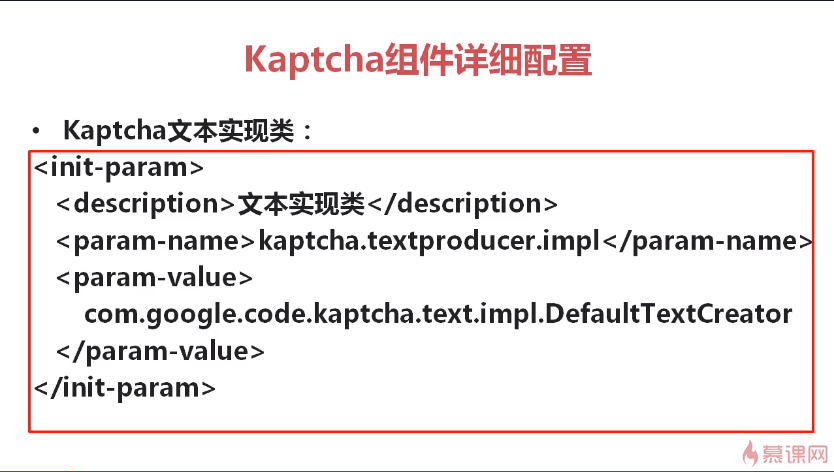 Kaptcha组件详细配置
• Kaptcha文本实现类：
<init-param>
<description>文本实现类</description>
<param-name>kaptcha.textproducer.impl</param-name>
<param-value>
com.google.code.kaptcha.text.impl.DefaultTextCreator
</param-value>
</init-param>
慕课网